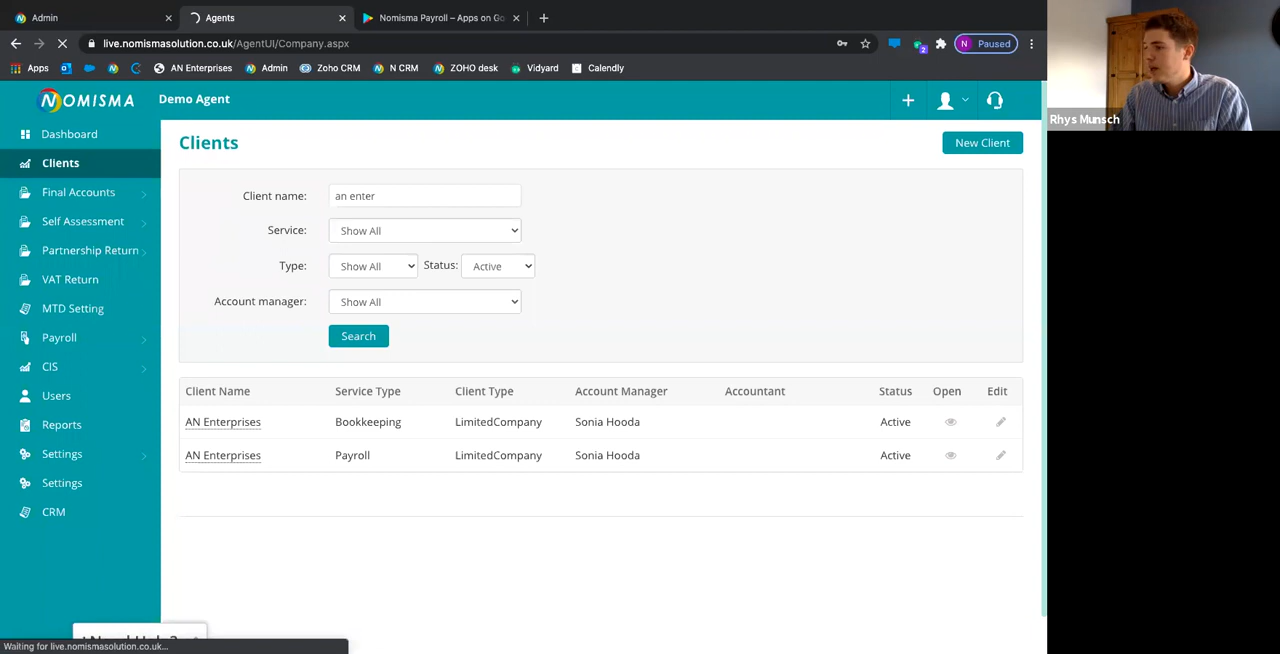 Admin
Agents
Nomisma Payroll – Apps on Go
live.nomismasolution.co.uk/AgentUI/Company.aspx
N Paused
Apps
AN Enterprises
Admin
Zoho CRM
N CRM
ZOHO desk
Vidyard
Calendly
2
NOMISMA
Demo Agent
Dashboard
Clients
Final Accounts
Self Assessment
Partnership Return
VAT Return
MTD Setting
Payroll
CIS
Users
Reports
Settings
Settings
CRM
Clients
New Client
Client name: an enter
Service: Show All
Type: Show All Status: Active
Account manager: Show All
Search
Client Name Service Type Client Type Account Manager Accountant Status Open Edit
AN Enterprises Bookkeeping LimitedCompany Sonia Hooda Active
AN Enterprises Payroll LimitedCompany Sonia Hooda Active
Waiting for live.nomismasolution.co.uk...
Rhys Munsch